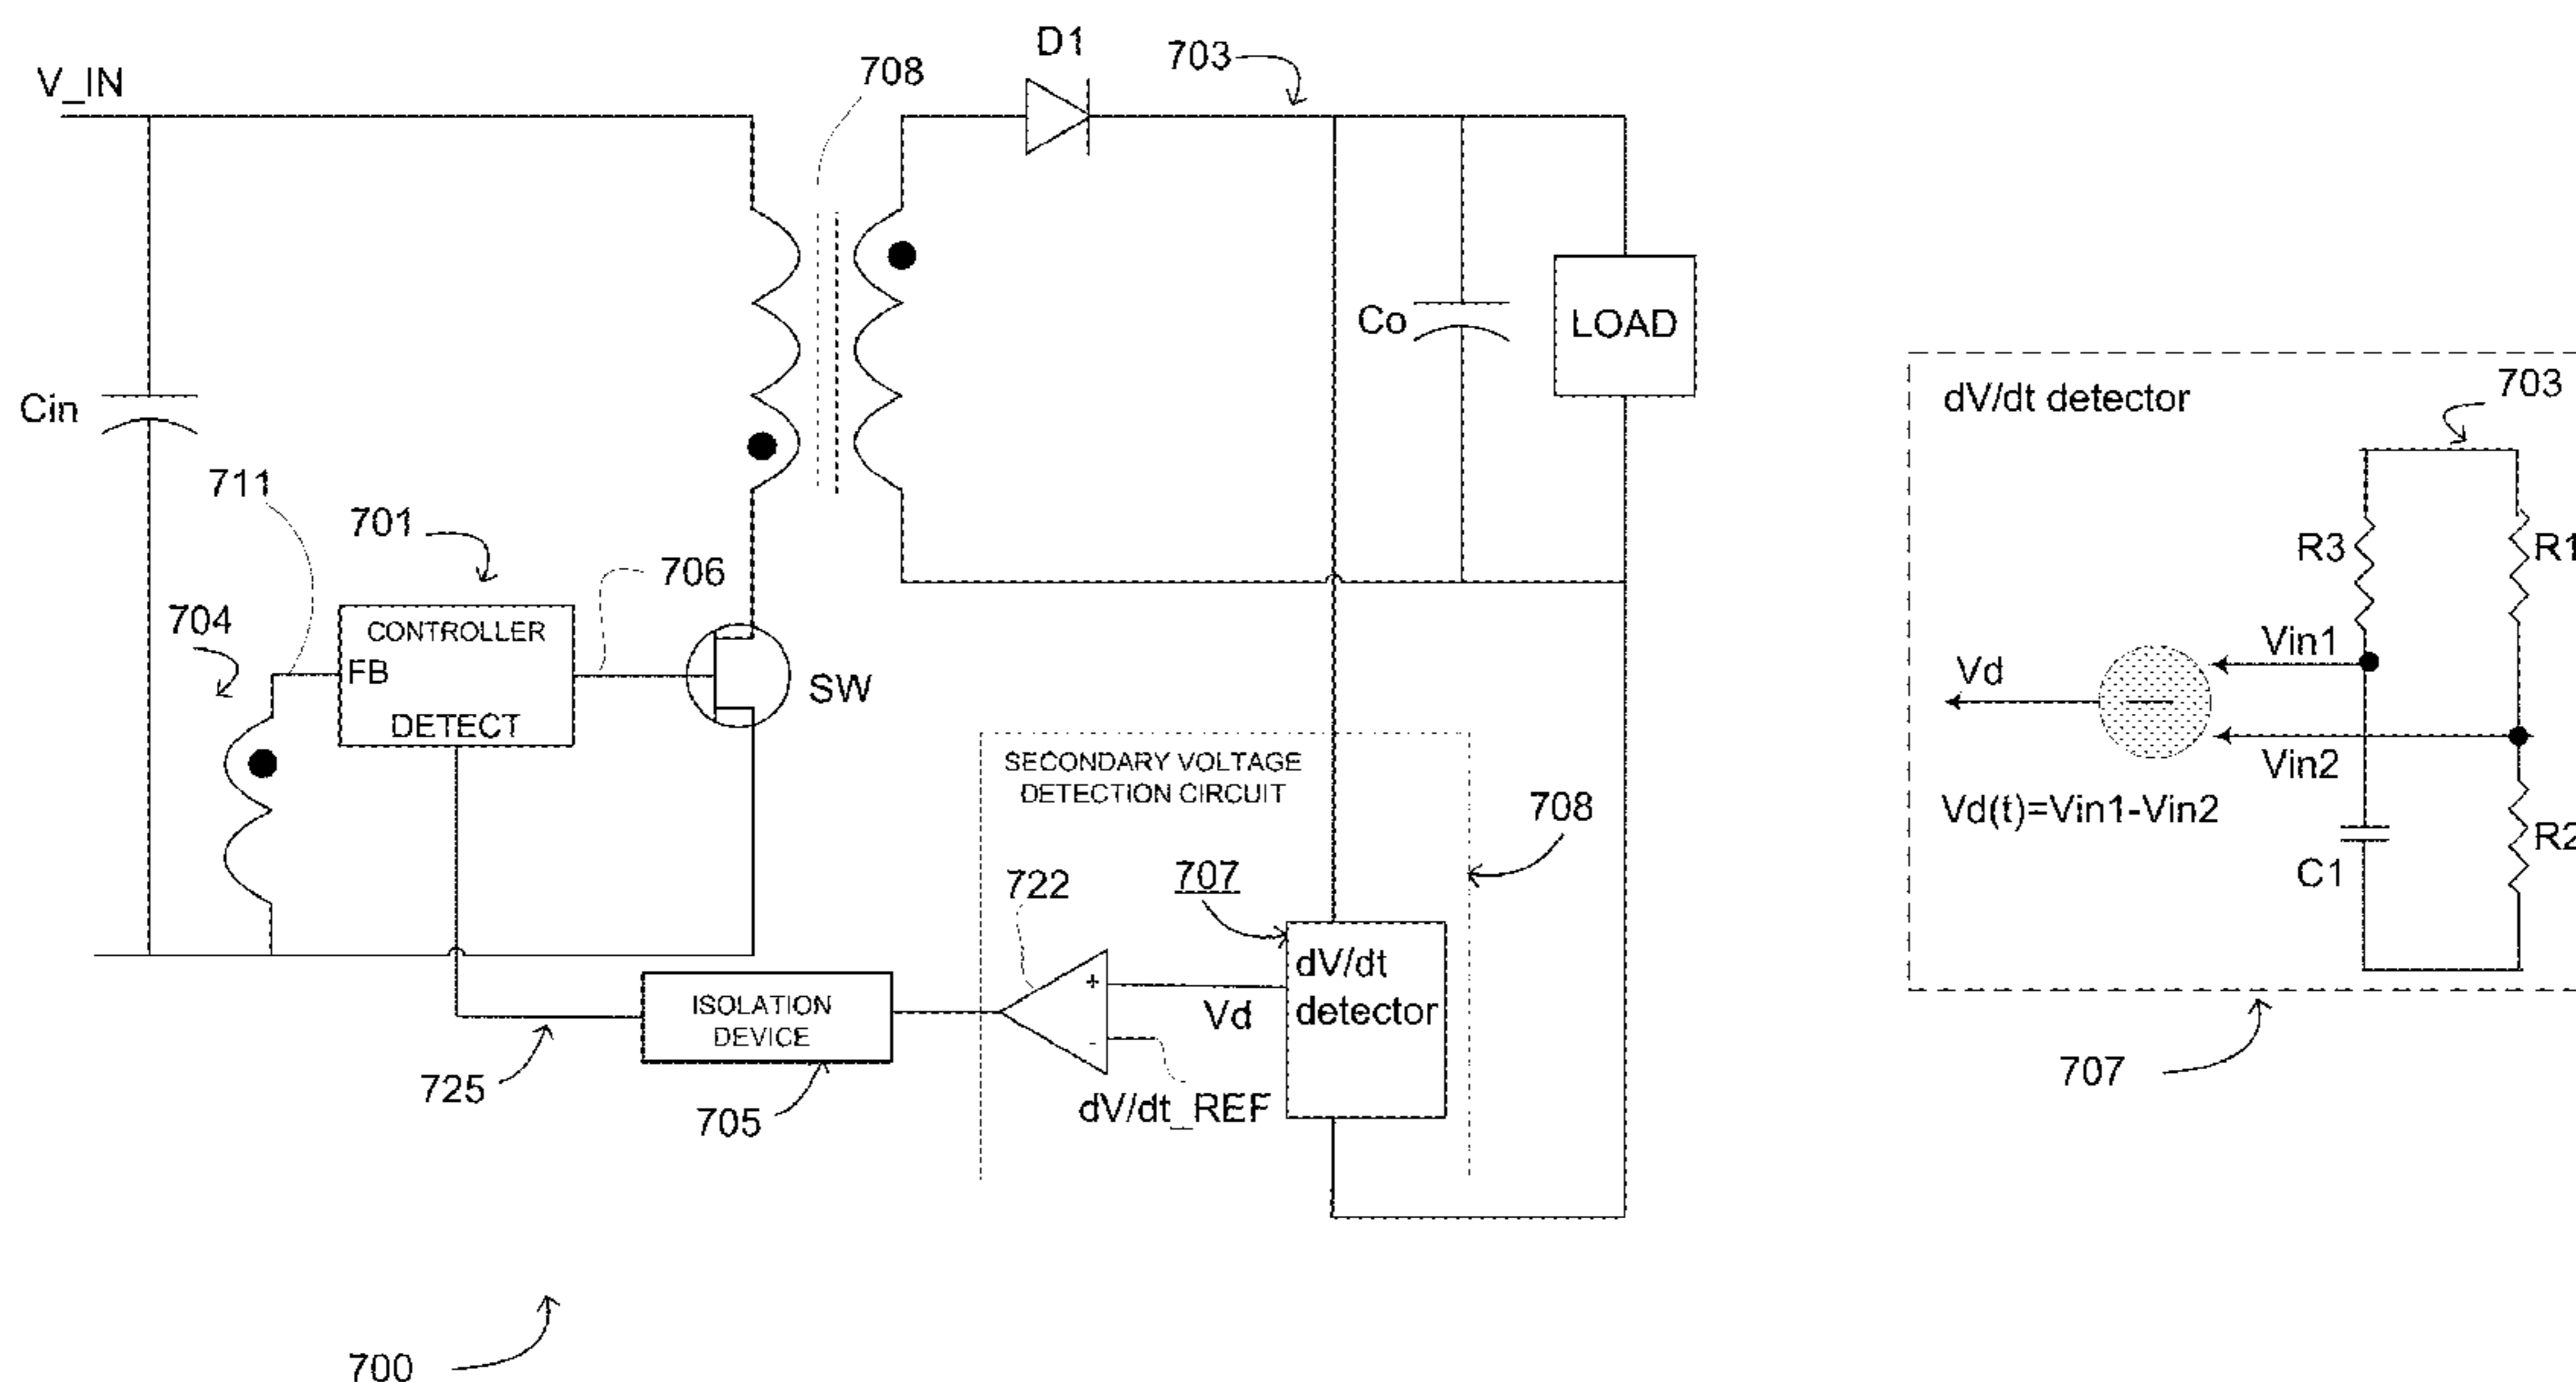 D1
703
708
V_IN
Co
LOAD
Cin
711
701
706
704
CONTROLLER
FB
DETECT
SW
SECONDARY VOLTAGE
DETECTION CIRCUIT
708
722
707
dV/dt
detector
+
-
Vd
dV/dt_REF
ISOLATION
DEVICE
725
705
700
dV/dt detector
703
R3
R1
Vin1
Vd
Vin2
Vd(t)=Vin1-Vin2
C1
R2
707